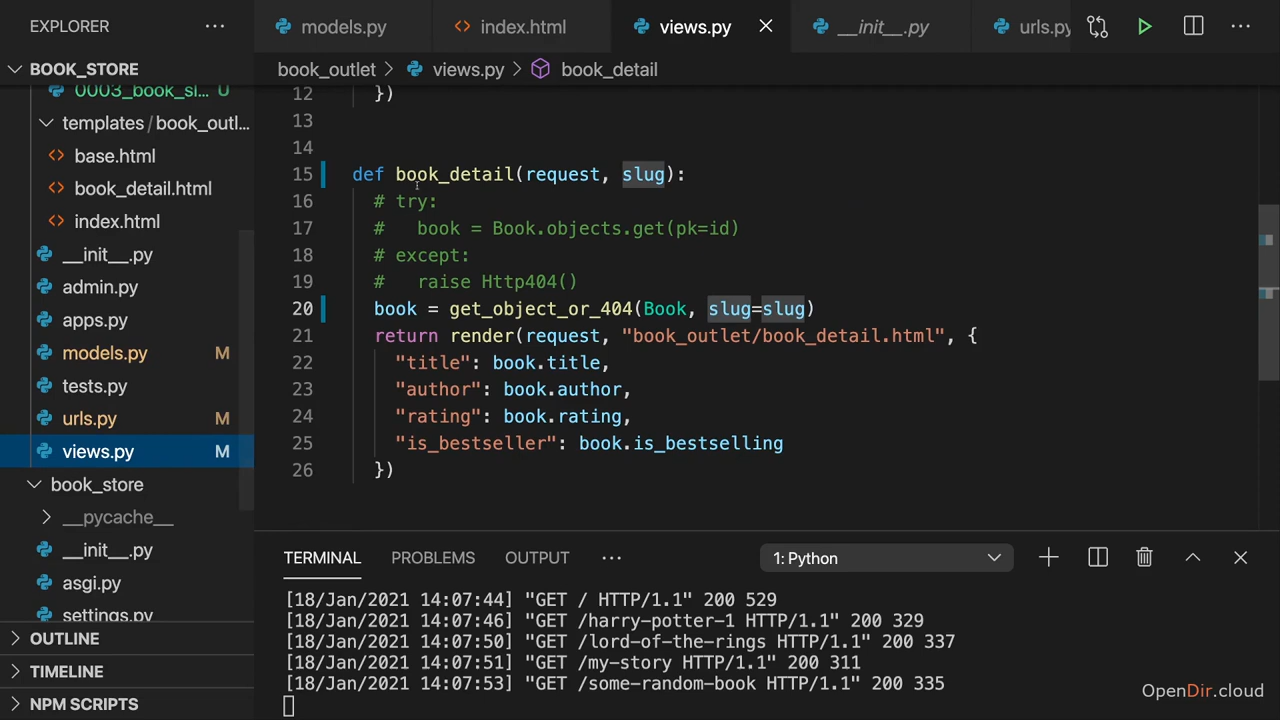 EXPLORER ···
models.py index.html views.py __init__.py urls.py ···
BOOK_STORE
book_outlet > views.py > book_detail
0003_book_sl... U
templates / book_outl...
base.html
book_detail.html
index.html
__init__.py
admin.py
apps.py
models.py M
tests.py
urls.py M
views.py M
book_store
__pycache__
__init__.py
asgi.py
settings.py
OUTLINE
TIMELINE
NPM SCRIPTS
12 })
13
14
15 def book_detail(request, slug):
16 # try:
17 #   book = Book.objects.get(pk=id)
18 # except:
19 #   raise Http404()
20 book = get_object_or_404(Book, slug=slug)
21 return render(request, "book_outlet/book_detail.html", {
22 "title": book.title,
23 "author": book.author,
24 "rating": book.rating,
25 "is_bestseller": book.is_bestselling
26 })
TERMINAL PROBLEMS OUTPUT ··· 1: Python
[18/Jan/2021 14:07:44] "GET / HTTP/1.1" 200 529
[18/Jan/2021 14:07:46] "GET /harry-potter-1 HTTP/1.1" 200 329
[18/Jan/2021 14:07:50] "GET /lord-of-the-rings HTTP/1.1" 200 337
[18/Jan/2021 14:07:51] "GET /my-story HTTP/1.1" 200 311
[18/Jan/2021 14:07:53] "GET /some-random-book HTTP/1.1" 200 335
OpenDir.cloud